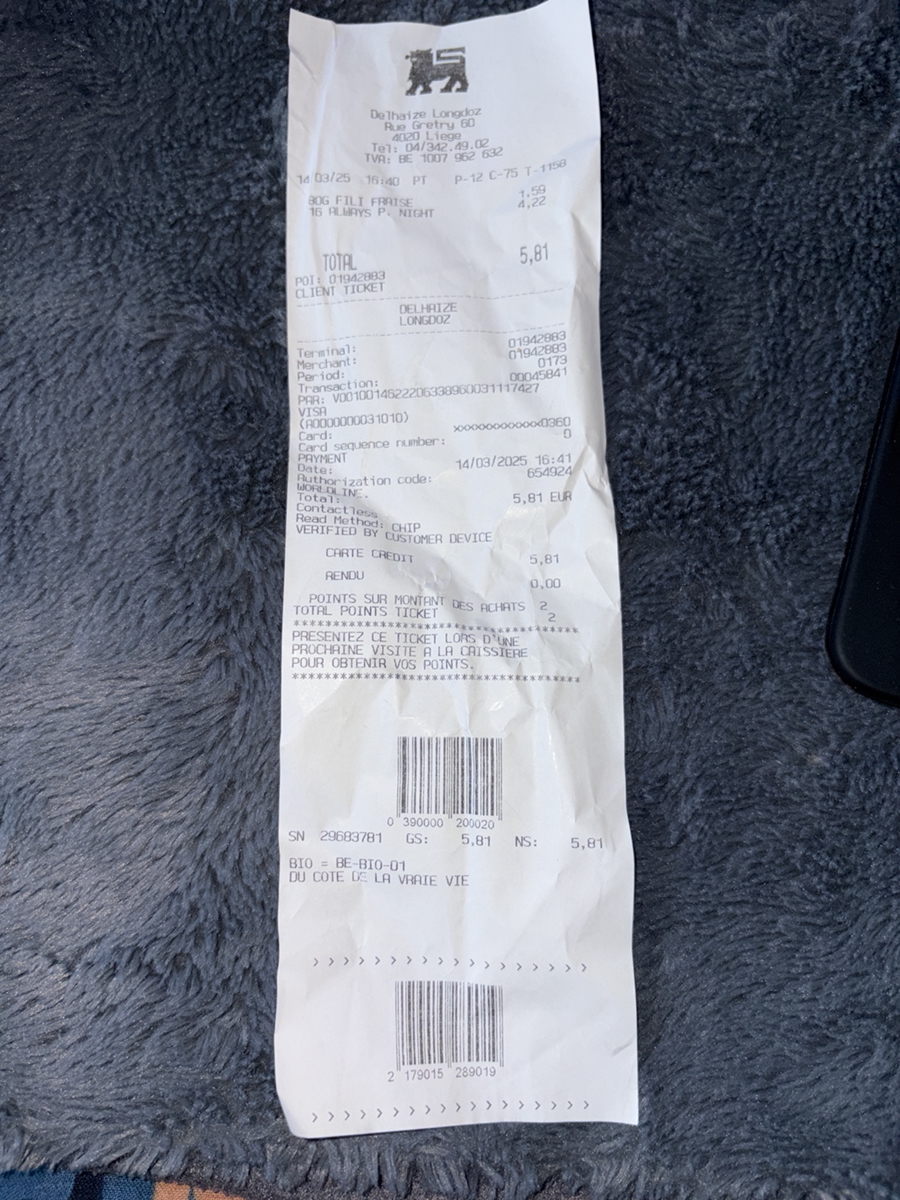 Delhaize Longdoz
Rue Gretry 60
4020 Liege
Tel: 04/342.49.02
TVA: BE 1007 962 632
14/03/25 16:40 PT P-12 C-75 T-1156
80G FILI FRAISE 1,59
16 ALWAYS P. NIGHT 4,22
TOTAL 5,81
POI: 01942883
CLIENT TICKET
DELHAIZE
LONGDOZ
Terminal: 01942883
Merchant: 01942883
Period: 0173
Transaction: 00045841
PAR: V0010014622206338960031117427
VISA
(A0000000031010)
Card: xxxxxxxxxxxx0360
Card sequence number: 0
PAYMENT
Date: 14/03/2025 16:41
Authorization code: 654924
WORLDLINE.
Total: 5,81 EUR
Contactless
Read Method: CHIP
VERIFIED BY CUSTOMER DEVICE
CARTE CREDIT 5,81
RENDU 0,00
POINTS SUR MONTANT DES ACHATS 2
TOTAL POINTS TICKET 2
******************************
PRESENTEZ CE TICKET LORS D'UNE
PROCHAINE VISITE A LA CAISSIERE
POUR OBTENIR VOS POINTS.
******************************
0 390000 200020
SN 29683781 GS: 5,81 NS: 5,81
BIO = BE-BIO-01
DU COTE DE LA VRAIE VIE
> > > > > > > > > > > > > > > >
2 179015 289019
> > > > > > > > > > > > > > > >